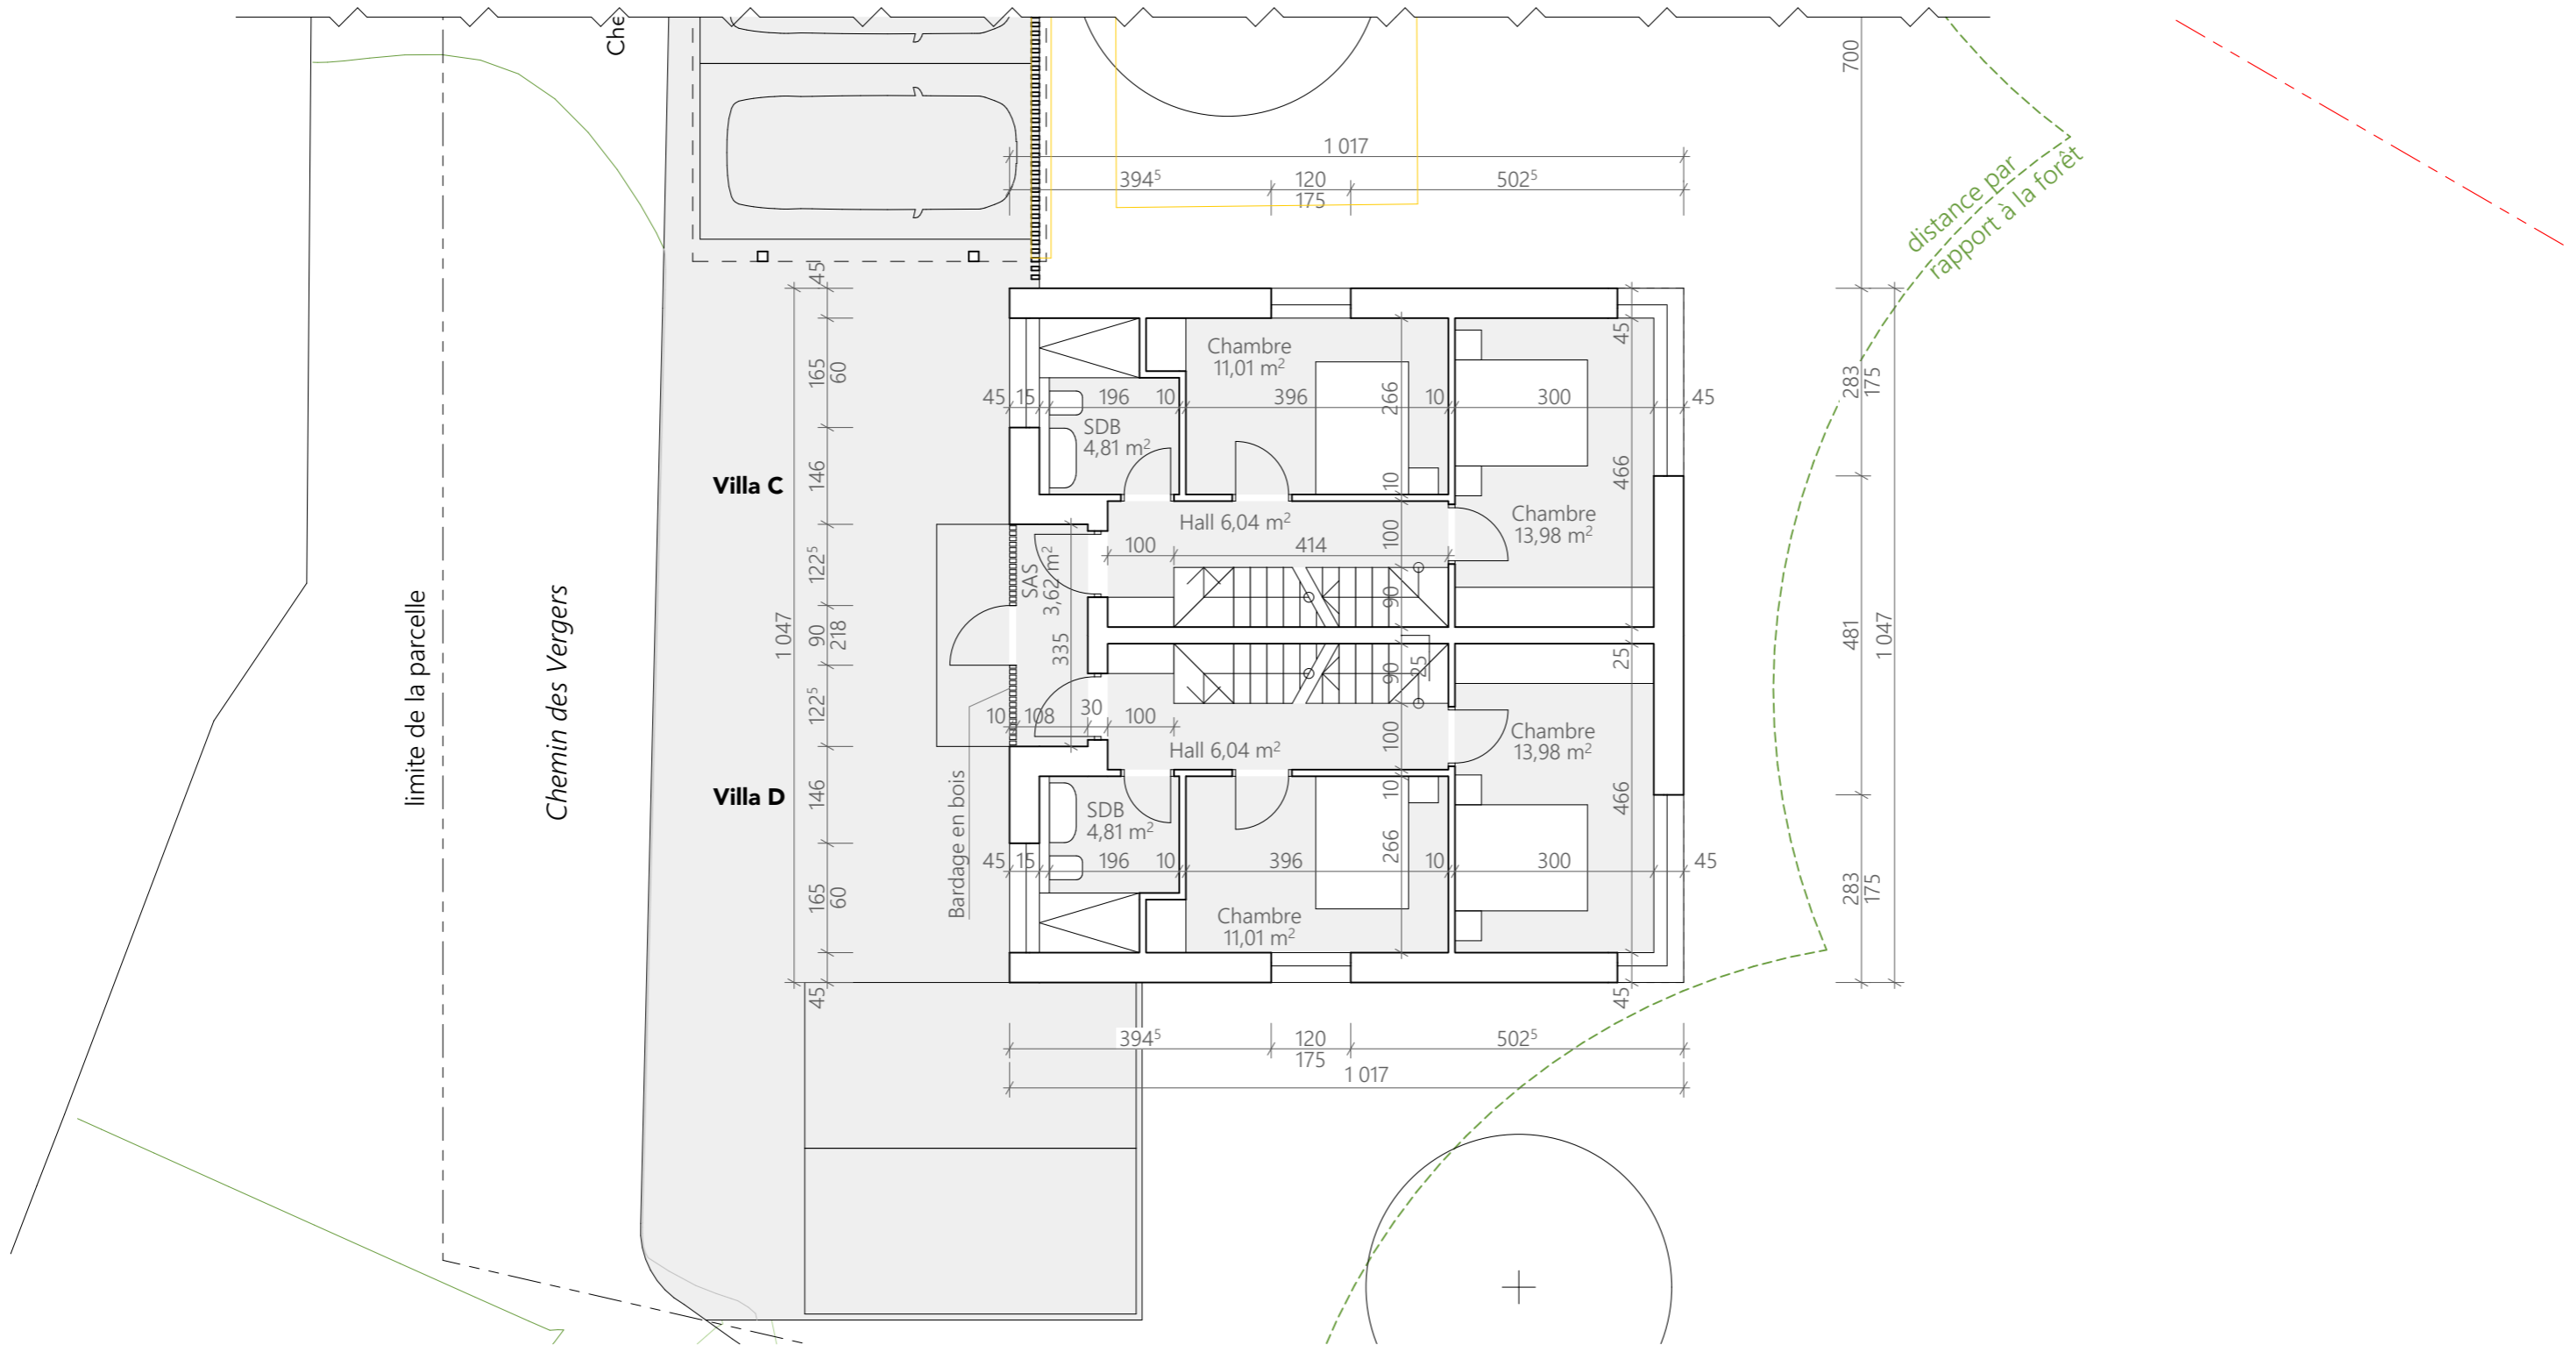 Che
700
1 017
394⁵ 120 502⁵
175
distance par
rapport à la forêt
45
165
60
146
122⁵
90
218
122⁵
146
165
60
45
1 047
Chambre
11,01 m²
45 15 196 10 396 10 300 45
SDB
4,81 m²
266
10
45
466
283
175
Villa C
Hall 6,04 m²
Chambre
13,98 m²
100 414
100
90
SAS
3,62 m²
335
limite de la parcelle
Chemin des Vergers
481
1 047
25
90
25
10 108 30 100
100
Hall 6,04 m²
Chambre
13,98 m²
Bardage en bois
Villa D
SDB
4,81 m²
10
266
466
45 15 196 10 396 10 300 45
283
175
Chambre
11,01 m²
45
394⁵ 120 502⁵
175
1 017